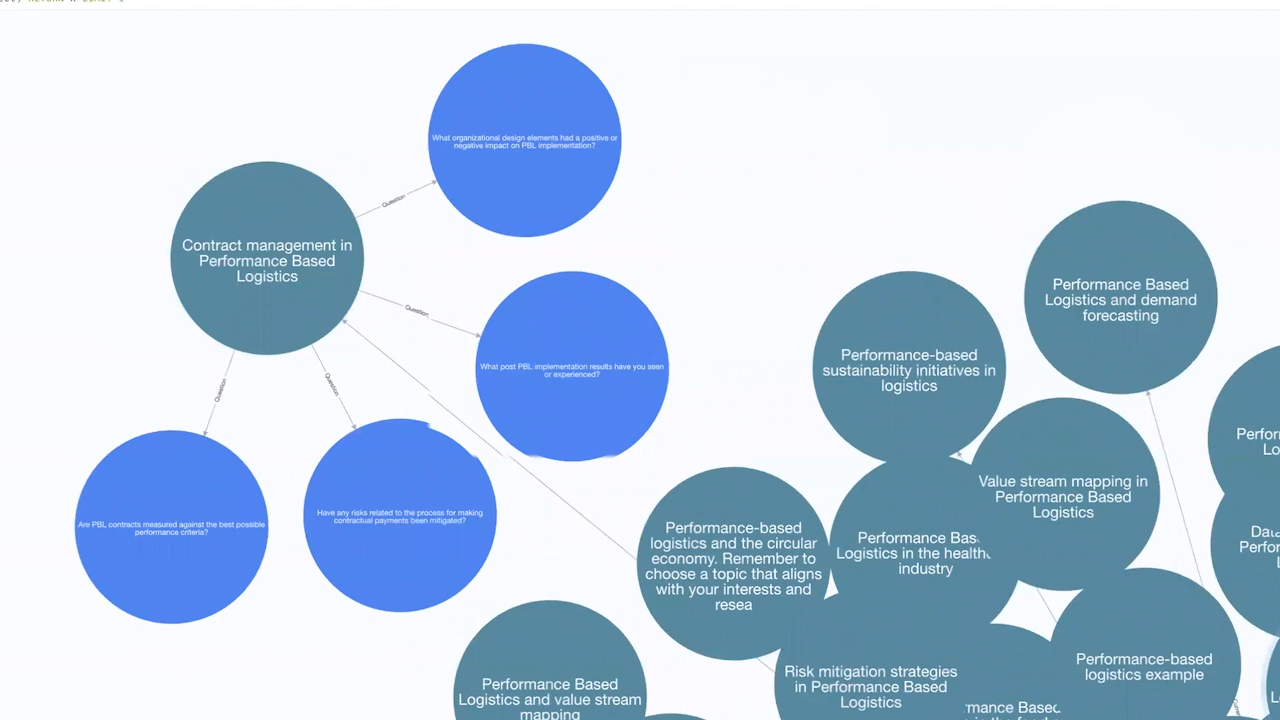 RETURN
What organizational design elements had a positive or
negative impact on PBL implementation?
Question
Contract management in
Performance Based
Logistics
Question
What post PBL implementation results have you seen
or experienced?
Question
Question
Are PBL contracts measured against the best possible
performance criteria?
Have any risks related to the process for making
contractual payments been mitigated?
Performance Based
Logistics and demand
forecasting
Performance-based
sustainability initiatives in
logistics
Value stream mapping in
Performance Based
Logistics
Performance-based
logistics and the circular
economy. Remember to
choose a topic that aligns
with your interests and
resea
Performance Bas
Logistics in the health
industry
Performance Based
Logistics and value stream
mapping
Risk mitigation strategies
in Performance Based
Logistics
Performance-based
logistics example
rmance Based
Perfor
Lo
Perfor